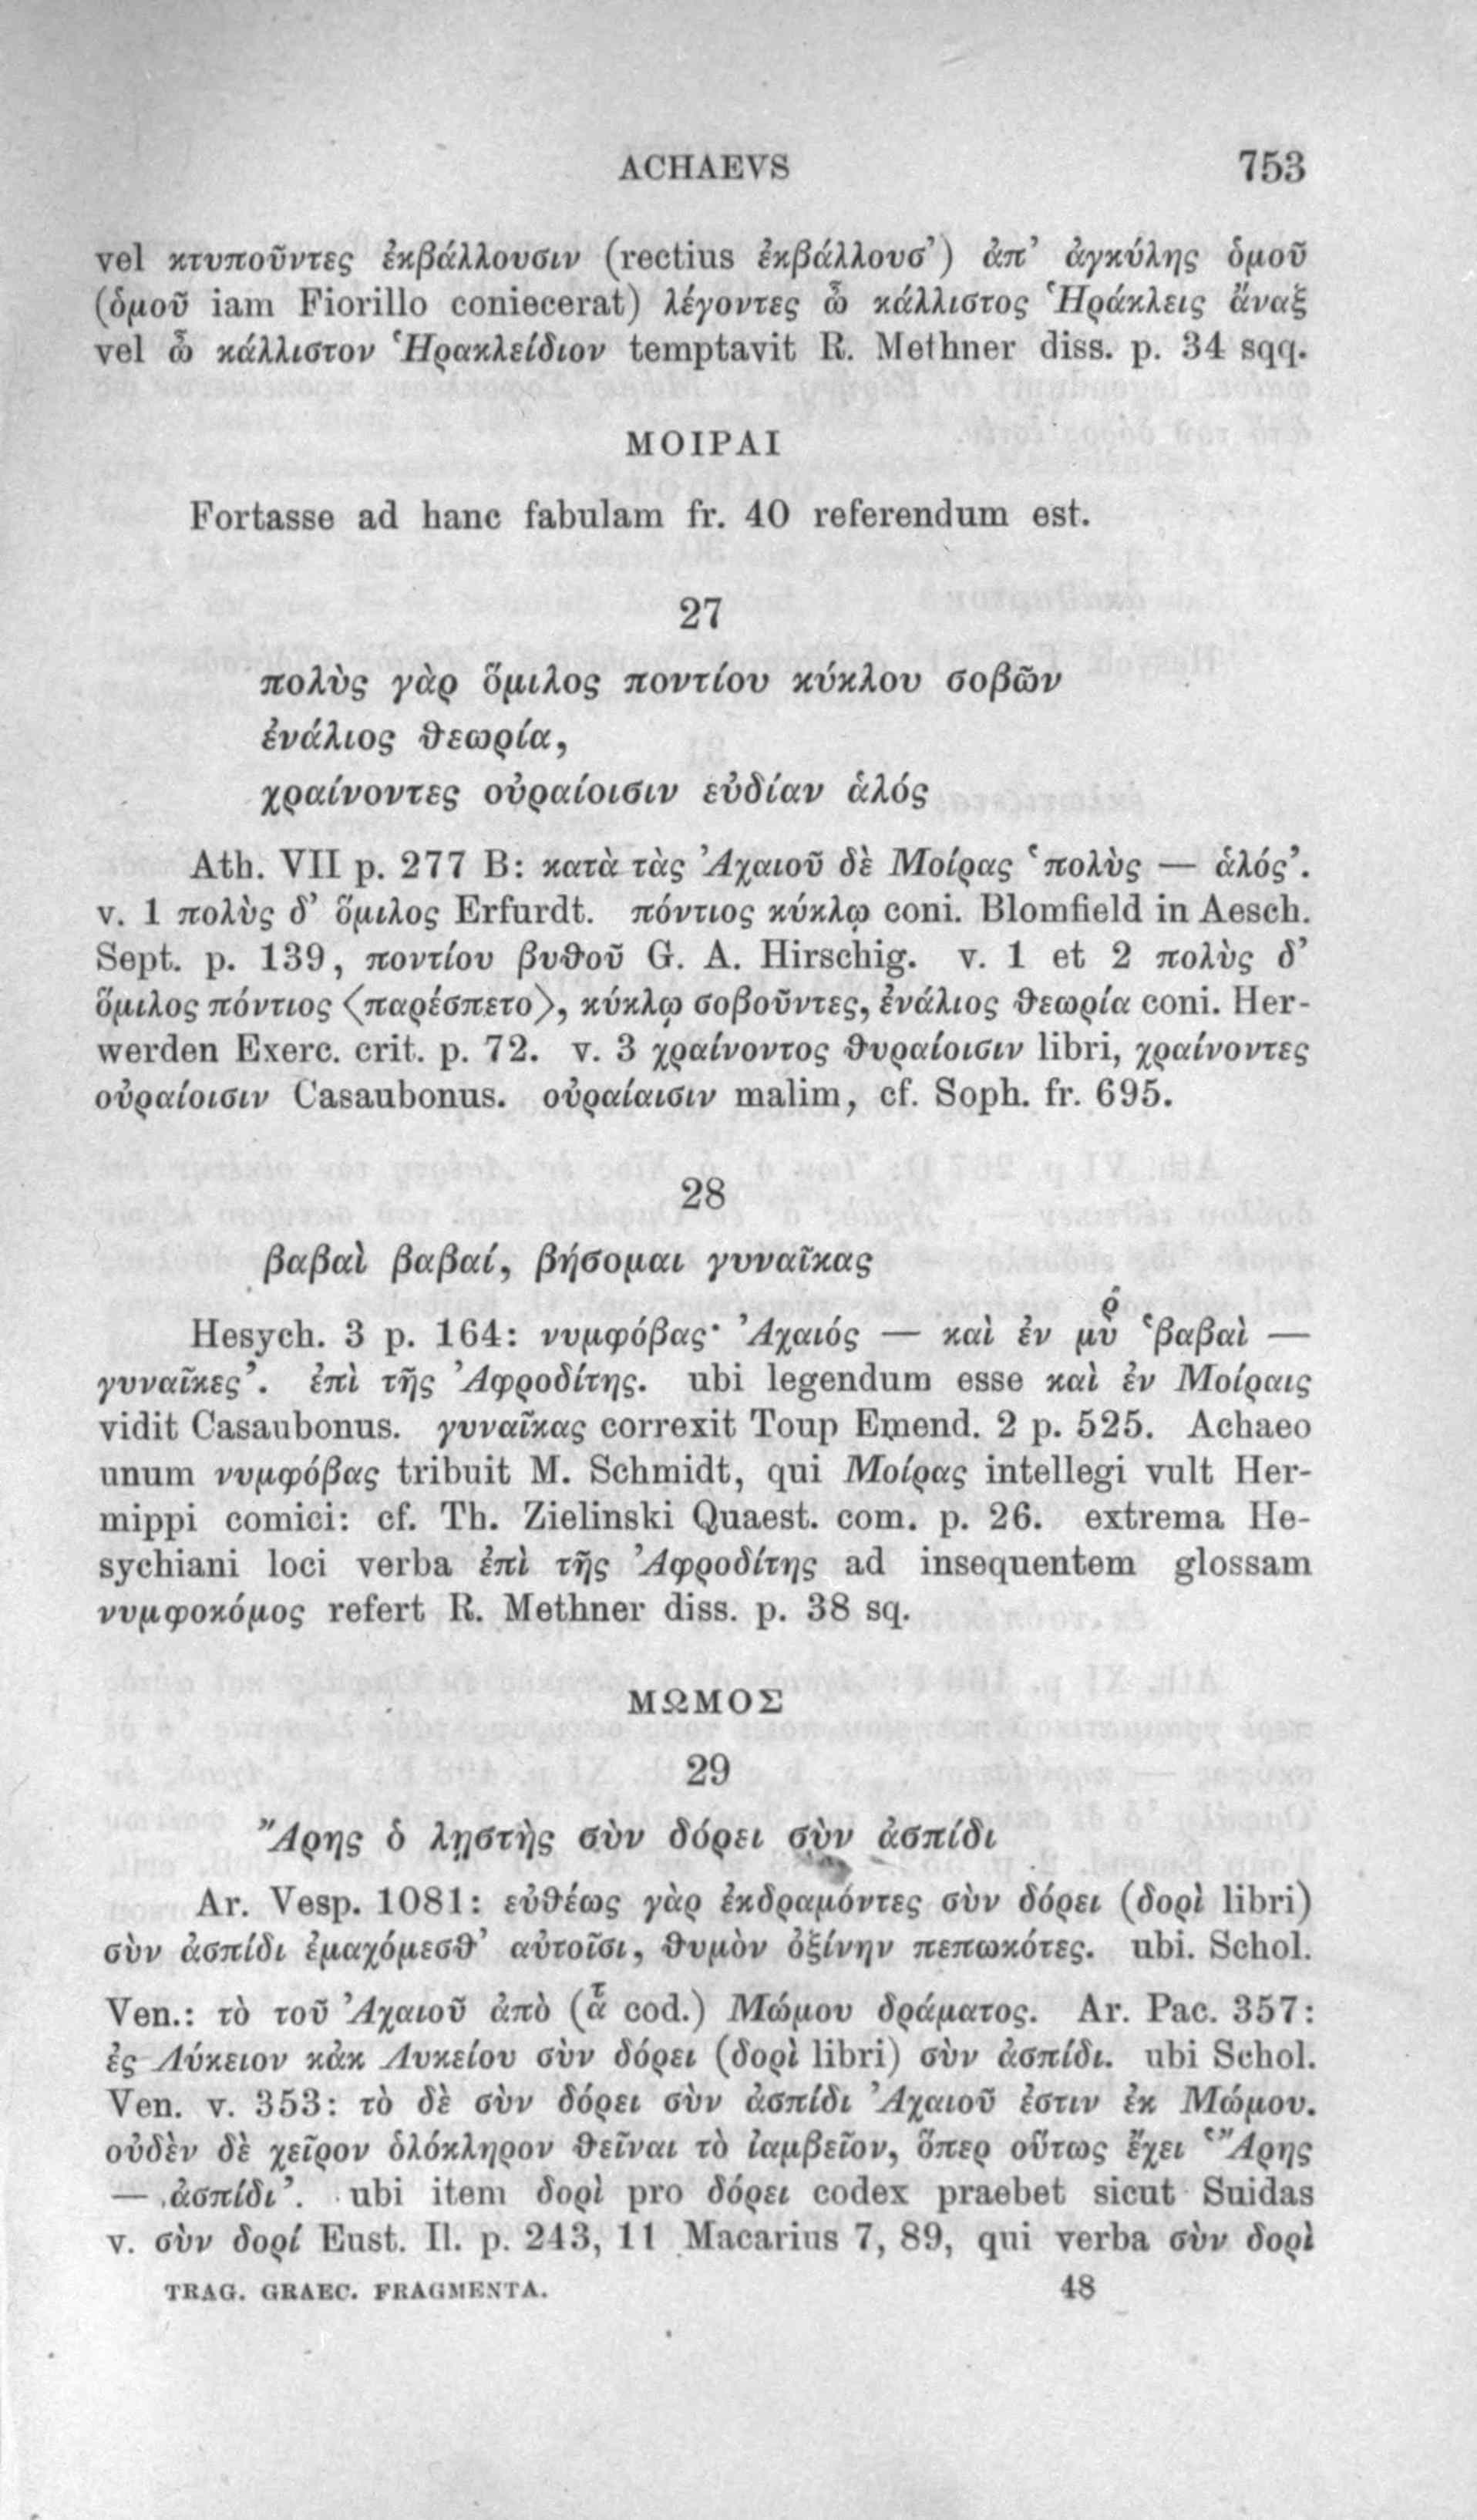 ACHAEVS 753
vel κτυποῦντες ἐκβάλλουσιν (rectius ἐκβάλλουσ’) ἀπ’ ἀγκύλης ὁμοῦ
(ὁμοῦ iam Fiorillo coniecerat) λέγοντες ὦ κάλλιστος Ἡράκλεις ἄναξ
vel ὦ κάλλιστον Ἡρακλείδιον temptavit R. Methner diss. p. 34 sqq.
ΜΟΙΡΑΙ
Fortasse ad hanc fabulam fr. 40 referendum est.
27
πολὺς γὰρ ὅμιλος ποντίου κύκλου σοβῶν
ἐνάλιος θεωρία,
χραίνοντες οὐραίοισιν εὐδίαν ἁλός
Ath. VII p. 277 B: κατὰ τὰς Ἀχαιοῦ δὲ Μοίρας ‘πολὺς — ἁλός’.
v. 1 πολὺς δ’ ὅμιλος Erfurdt. πόντιος κύκλῳ coni. Blomfield in Aesch.
Sept. p. 139, ποντίου βυθοῦ G. A. Hirschig. v. 1 et 2 πολὺς δ’
ὅμιλος πόντιος ⟨παρέσπετο⟩, κύκλῳ σοβοῦντες, ἐνάλιος θεωρία coni. Her-
werden Exerc. crit. p. 72. v. 3 χραίνοντος θυραίοισιν libri, χραίνοντες
οὐραίοισιν Casaubonus. οὐραίαισιν malim, cf. Soph. fr. 695.
28
βαβαὶ βαβαί, βήσομαι γυναῖκας
Hesych. 3 p. 164: νυμφόβας· Ἀχαιός — καὶ ἐν μὺρ ‘βαβαὶ —
γυναῖκες’. ἐπὶ τῆς Ἀφροδίτης. ubi legendum esse καὶ ἐν Μοίραις
vidit Casaubonus. γυναῖκας correxit Toup Emend. 2 p. 525. Achaeo
unum νυμφόβας tribuit M. Schmidt, qui Μοίρας intellegi vult Her-
mippi comici: cf. Th. Zielinski Quaest. com. p. 26. extrema He-
sychiani loci verba ἐπὶ τῆς Ἀφροδίτης ad insequentem glossam
νυμφοκόμος refert R. Methner diss. p. 38 sq.
ΜΩΜΟΣ
29
Ἄρης ὁ λῃστὴς σὺν δόρει σὺν ἀσπίδι
Ar. Vesp. 1081: εὐθέως γὰρ ἐκδραμόντες σὺν δόρει (δορὶ libri)
σὺν ἀσπίδι ἐμαχόμεσθ’ αὐτοῖσι, θυμὸν ὀξίνην πεπωκότες. ubi. Schol.
Ven.: τὸ τοῦ Ἀχαιοῦ ἀπὸ (ἆτ cod.) Μώμου δράματος. Ar. Pac. 357:
ἐς Λύκειον κἀκ Λυκείου σὺν δόρει (δορὶ libri) σὺν ἀσπίδι. ubi Schol.
Ven. v. 353: τὸ δὲ σὺν δόρει σὺν ἀσπίδι Ἀχαιοῦ ἐστιν ἐκ Μώμου.
οὐδὲν δὲ χεῖρον ὁλόκληρον θεῖναι τὸ ἰαμβεῖον, ὅπερ οὕτως ἔχει ‘Ἄρης
— ἀσπίδι’. ubi item δορὶ pro δόρει codex praebet sicut Suidas
v. σὺν δορί Eust. Il. p. 243, 11 Macarius 7, 89, qui verba σὺν δορὶ
TRAG. GRAEC. FRAGMENTA. 48